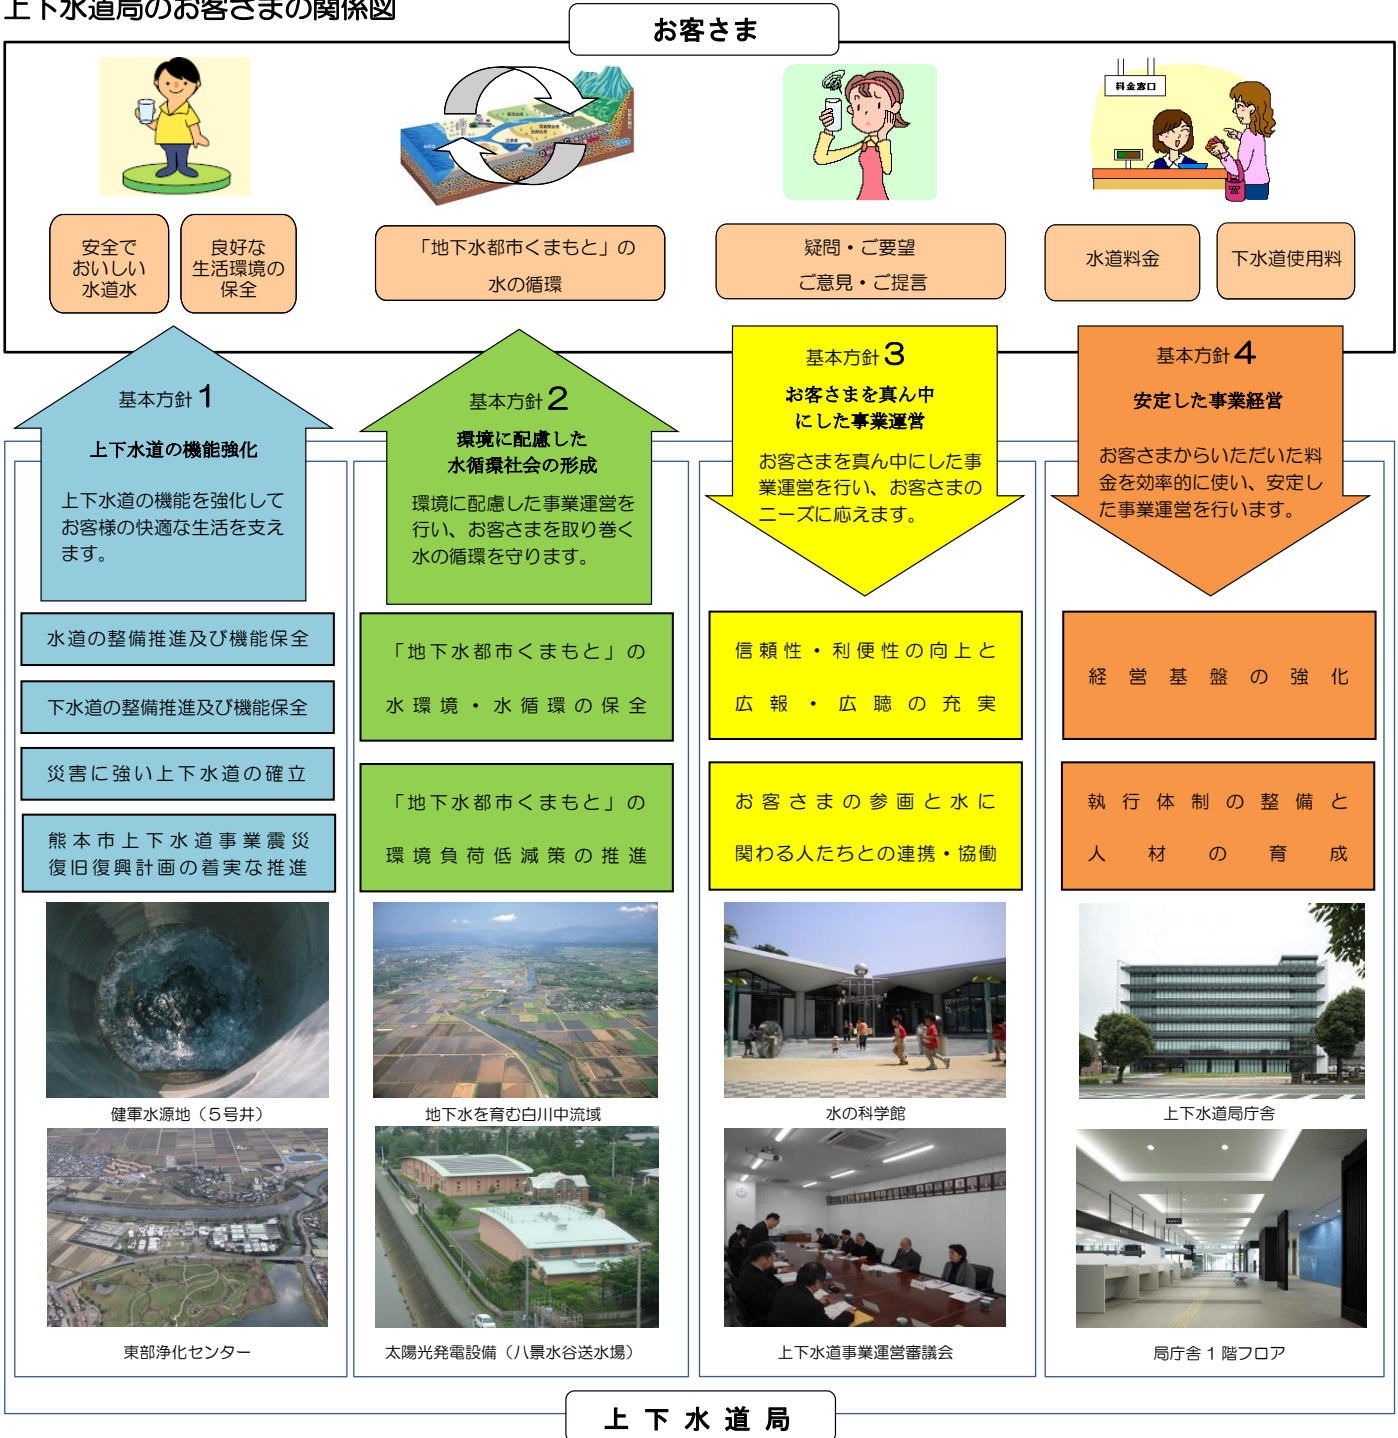 上下水道局のお客さまの関係図
お客さま
料金窓口
安全で
おいしい
水道水
良好な
生活環境の
保全
「地下水都市くまもと」の
水の循環
疑問・ご要望
ご意見・ご提言
水道料金
下水道使用料
基本方針1
上下水道の機能強化
上下水道の機能を強化して
お客様の快適な生活を支え
ます。
基本方針2
環境に配慮した
水循環社会の形成
環境に配慮した事業運営を
行い、お客さまを取り巻く
水の循環を守ります。
基本方針3
お客さまを真ん中
にした事業運営
お客さまを真ん中にした事
業運営を行い、お客さまの
ニーズに応えます。
基本方針4
安定した事業経営
お客さまからいただいた料
金を効率的に使い、安定し
た事業運営を行います。
水道の整備推進及び機能保全
下水道の整備推進及び機能保全
災害に強い上下水道の確立
熊本市上下水道事業震災
復旧復興計画の着実な推進
「地下水都市くまもと」の
水環境・水循環の保全
「地下水都市くまもと」の
環境負荷低減策の推進
信頼性・利便性の向上と
広報・広聴の充実
お客さまの参画と水に
関わる人たちとの連携・協働
経営基盤の強化
執行体制の整備と
人材の育成
健軍水源地（5号井）
地下水を育む白川中流域
水の科学館
上下水道局庁舎
東部浄化センター
太陽光発電設備（八景水谷送水場）
上下水道事業運営審議会
局庁舎1階フロア
上下水道局